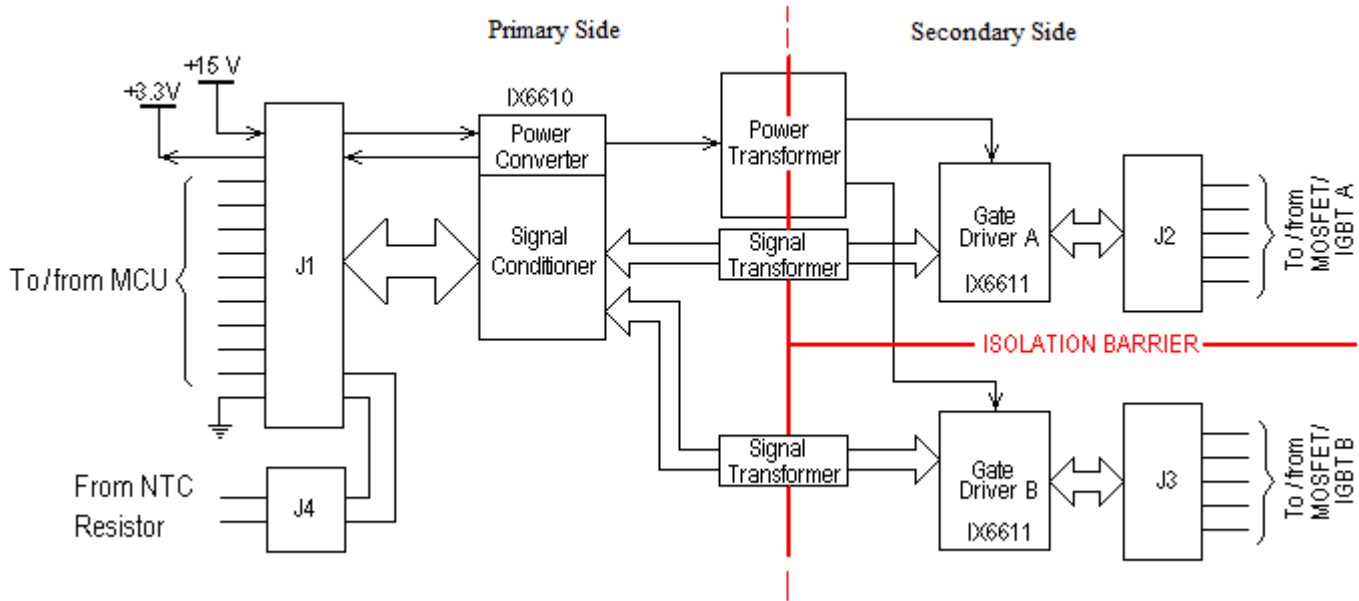 Primary Side
Secondary Side
+15 V
+3.3V
IX6610
Power
Converter
Power
Transformer
Signal
Conditioner
Signal
Transformer
Gate
Driver A
IX6611
J1
J2
To/from
MOSFET/
IGBT A
To/from MCU
ISOLATION BARRIER
Signal
Transformer
Gate
Driver B
IX6611
J3
To/from
MOSFET/
IGBT B
From NTC
Resistor
J4